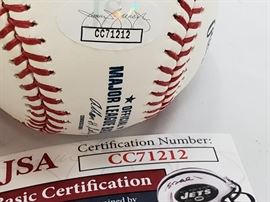 CC71212
OFFICIAL
MAJOR LEAGUE
JSA
Certification Number:
CC71212
Basic Certification
JETS